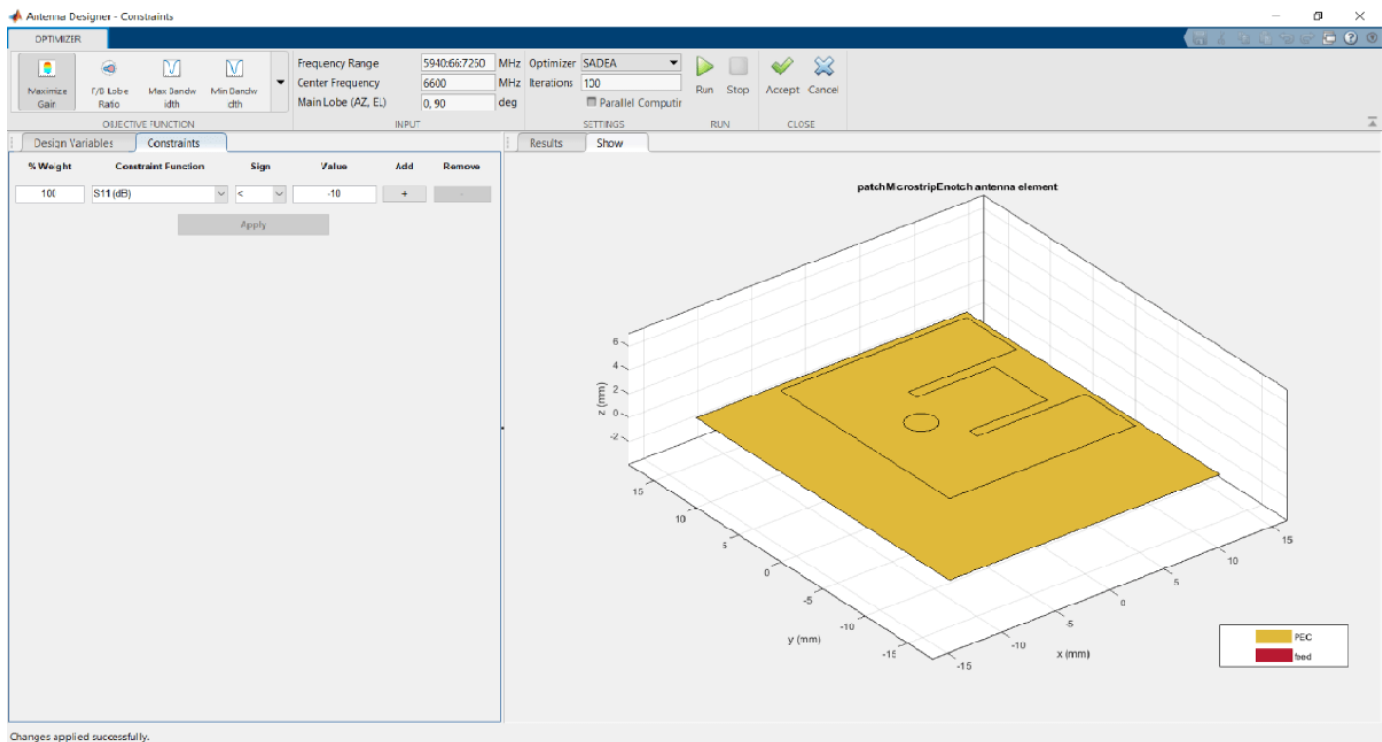 Antenna Designer - Constraints
OPTIMIZER
Maximize Gain
F/B Lobe Ratio
Max Bandw idth
Min Bandw idth
OBJECTIVE FUNCTION
Frequency Range 5940:66:7250 MHz
Center Frequency 6600 MHz
Main Lobe (AZ, EL) 0, 90 deg
INPUT
Optimizer SADEA
Iterations 100
Parallel Computin
SETTINGS
Run Stop
RUN
Accept Cancel
CLOSE
Design Variables Constraints
% Weight Constraint Function Sign Value Add Remove
100 S11 (dB) < -10 + -
Apply
Results Show
patchMicrostripEnotch antenna element
6
4
2
0
-2
z (mm)
15
10
5
0
-5
-10
-15
y (mm)
15
10
5
0
-5
-10
-15
x (mm)
PEC
feed
Changes applied successfully.